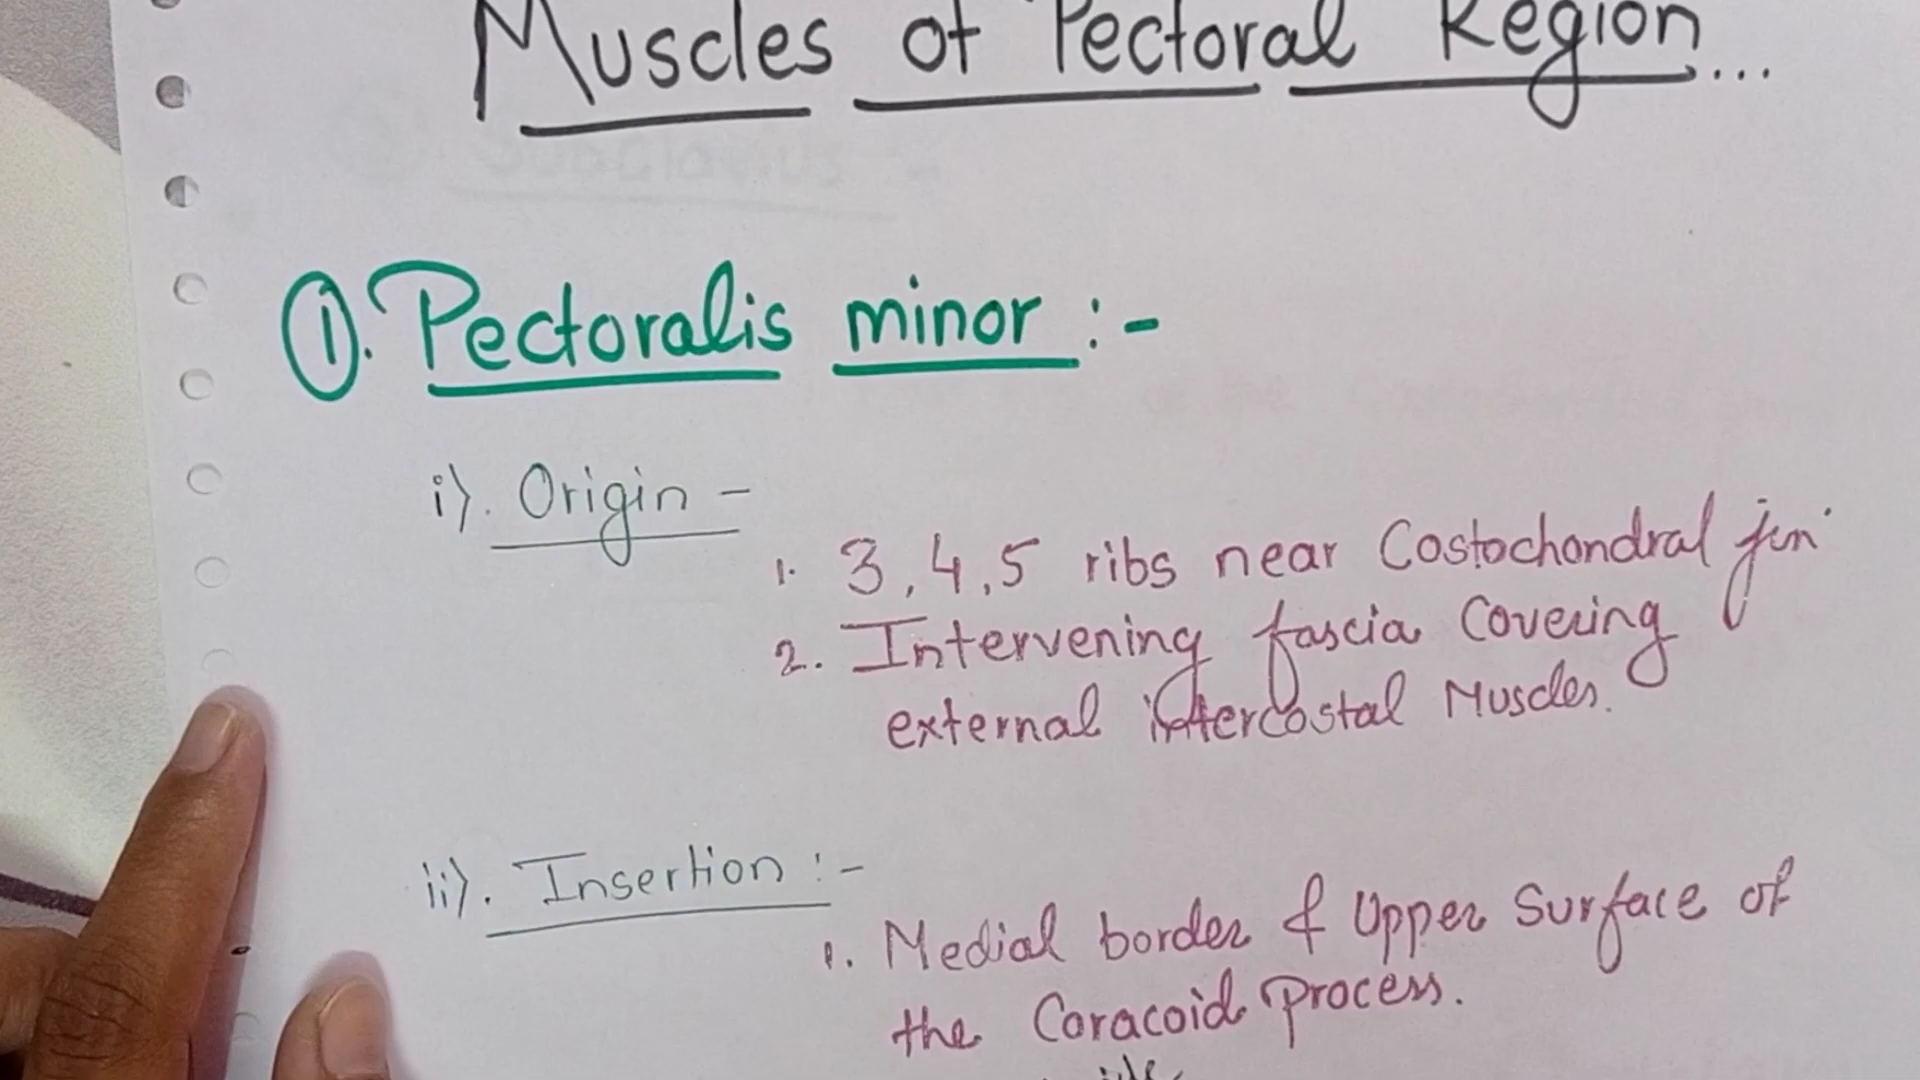 Muscles of Pectoral Region...
①. Pectoralis minor :-
i). Origin -
1. 3, 4, 5 ribs near Costochondral jun
2. Intervening fascia Covering
external intercostal Muscles.
ii). Insertion :-
1. Medial border & Upper Surface of
the Coracoid Process.